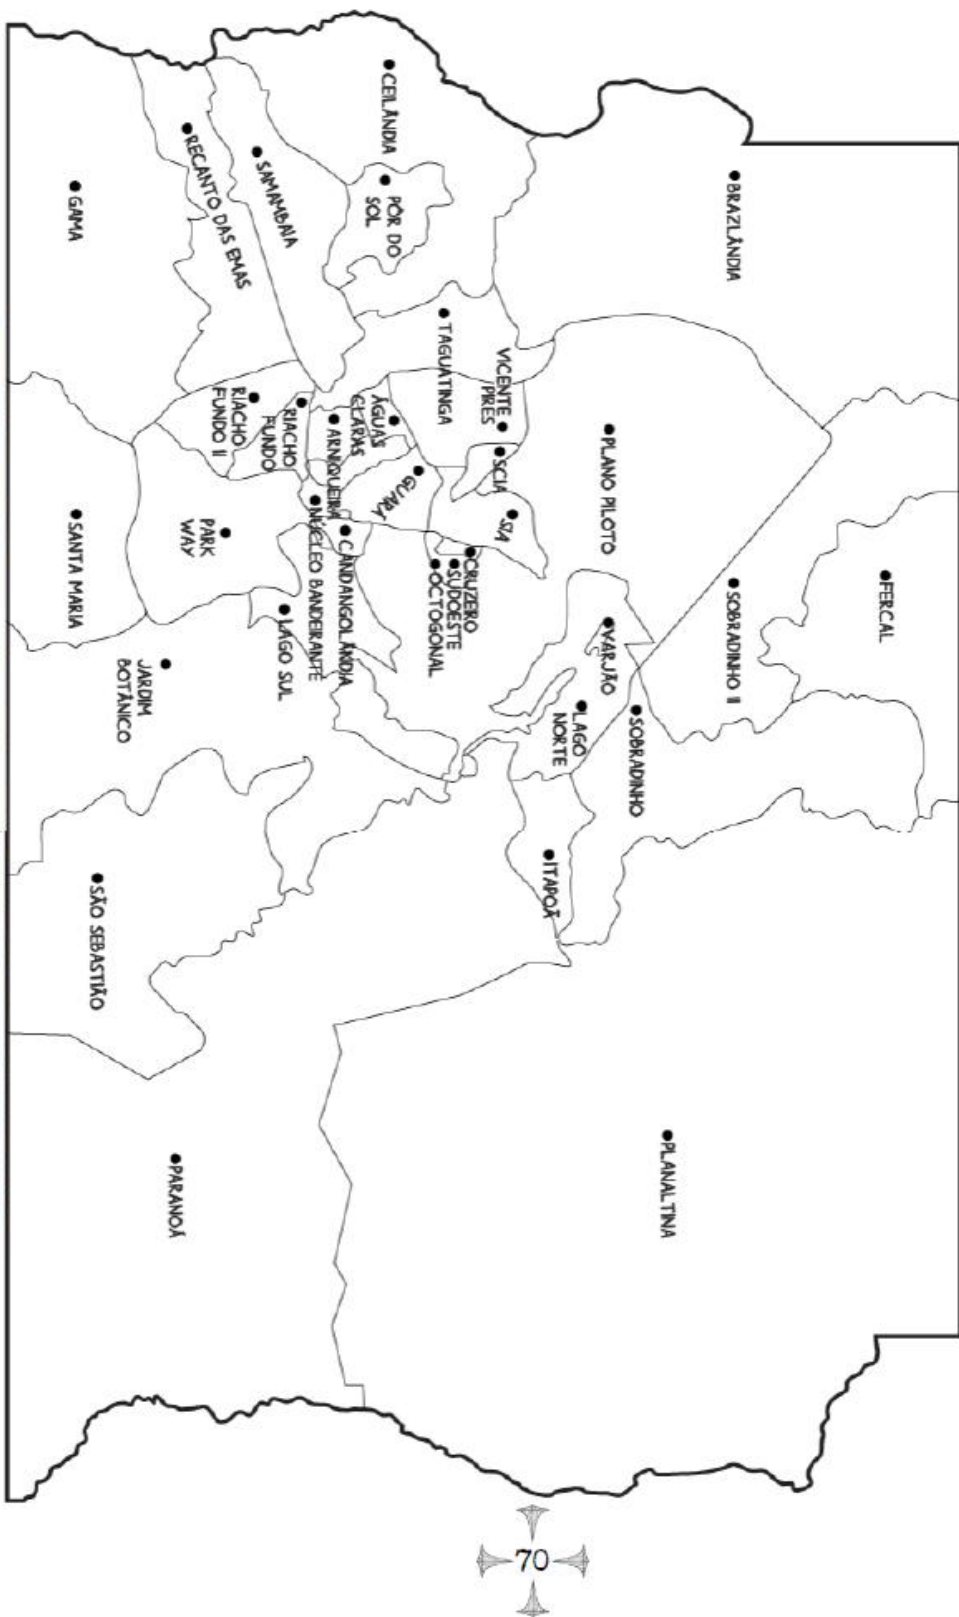 FERCAL
BRAZLÂNDIA
SOBRADINHO II
PLANALTINA
PLANO PILOTO
VARJÃO
SOBRADINHO
LAGO
NORTE
ITAPOÃ
VICENTE
PIRES
SCIA
SIA
CRUZEIRO
SUDOESTE
OCTOGONAL
TAGUATINGA
GUARÁ
CEILÂNDIA
PÔR DO
SOL
ÁGUAS
CLARAS
ARNIQUEIRA
CANDANGOLÂNDIA
NÚCLEO BANDEIRANTE
RIACHO
FUNDO
LAGO SUL
SAMAMBAIA
RIACHO
FUNDO II
PARK
WAY
RECANTO DAS EMAS
JARDIM
BOTÂNICO
PARANOÁ
SÃO SEBASTIÃO
GAMA
SANTA MARIA
70